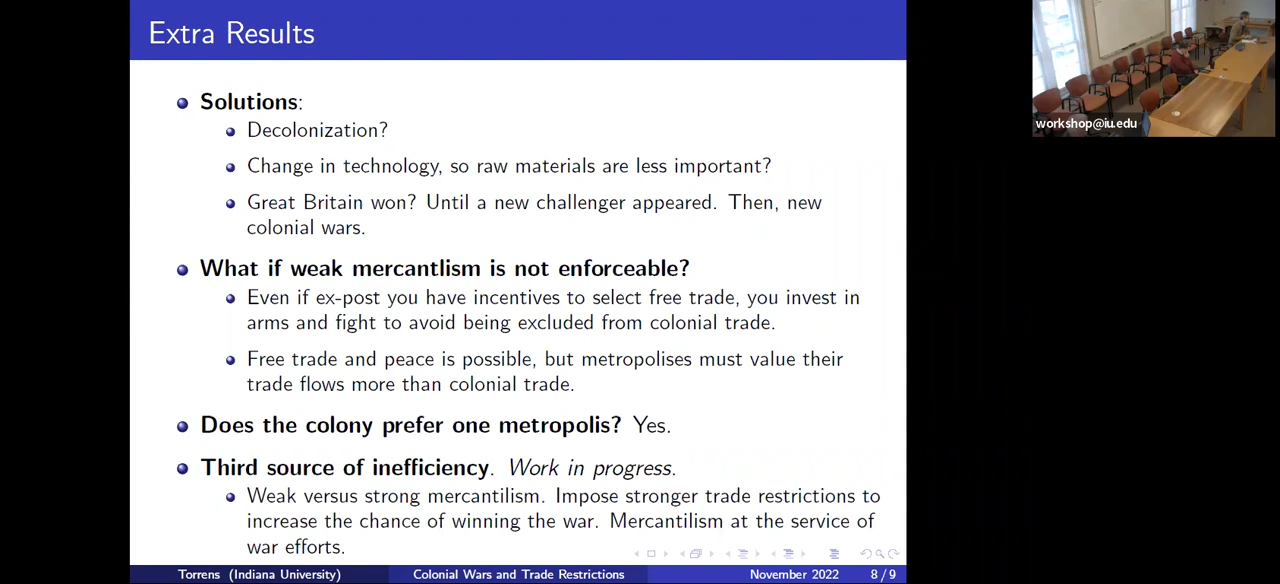 Extra Results
Solutions:
Decolonization?
Change in technology, so raw materials are less important?
Great Britain won? Until a new challenger appeared. Then, new
colonial wars.
What if weak mercantlism is not enforceable?
Even if ex-post you have incentives to select free trade, you invest in
arms and fight to avoid being excluded from colonial trade.
Free trade and peace is possible, but metropolises must value their
trade flows more than colonial trade.
Does the colony prefer one metropolis? Yes.
Third source of inefficiency. Work in progress.
Weak versus strong mercantilism. Impose stronger trade restrictions to
increase the chance of winning the war. Mercantilism at the service of
war efforts.
Torrens (Indiana University) Colonial Wars and Trade Restrictions November 2022 8 / 9
workshop@iu.edu